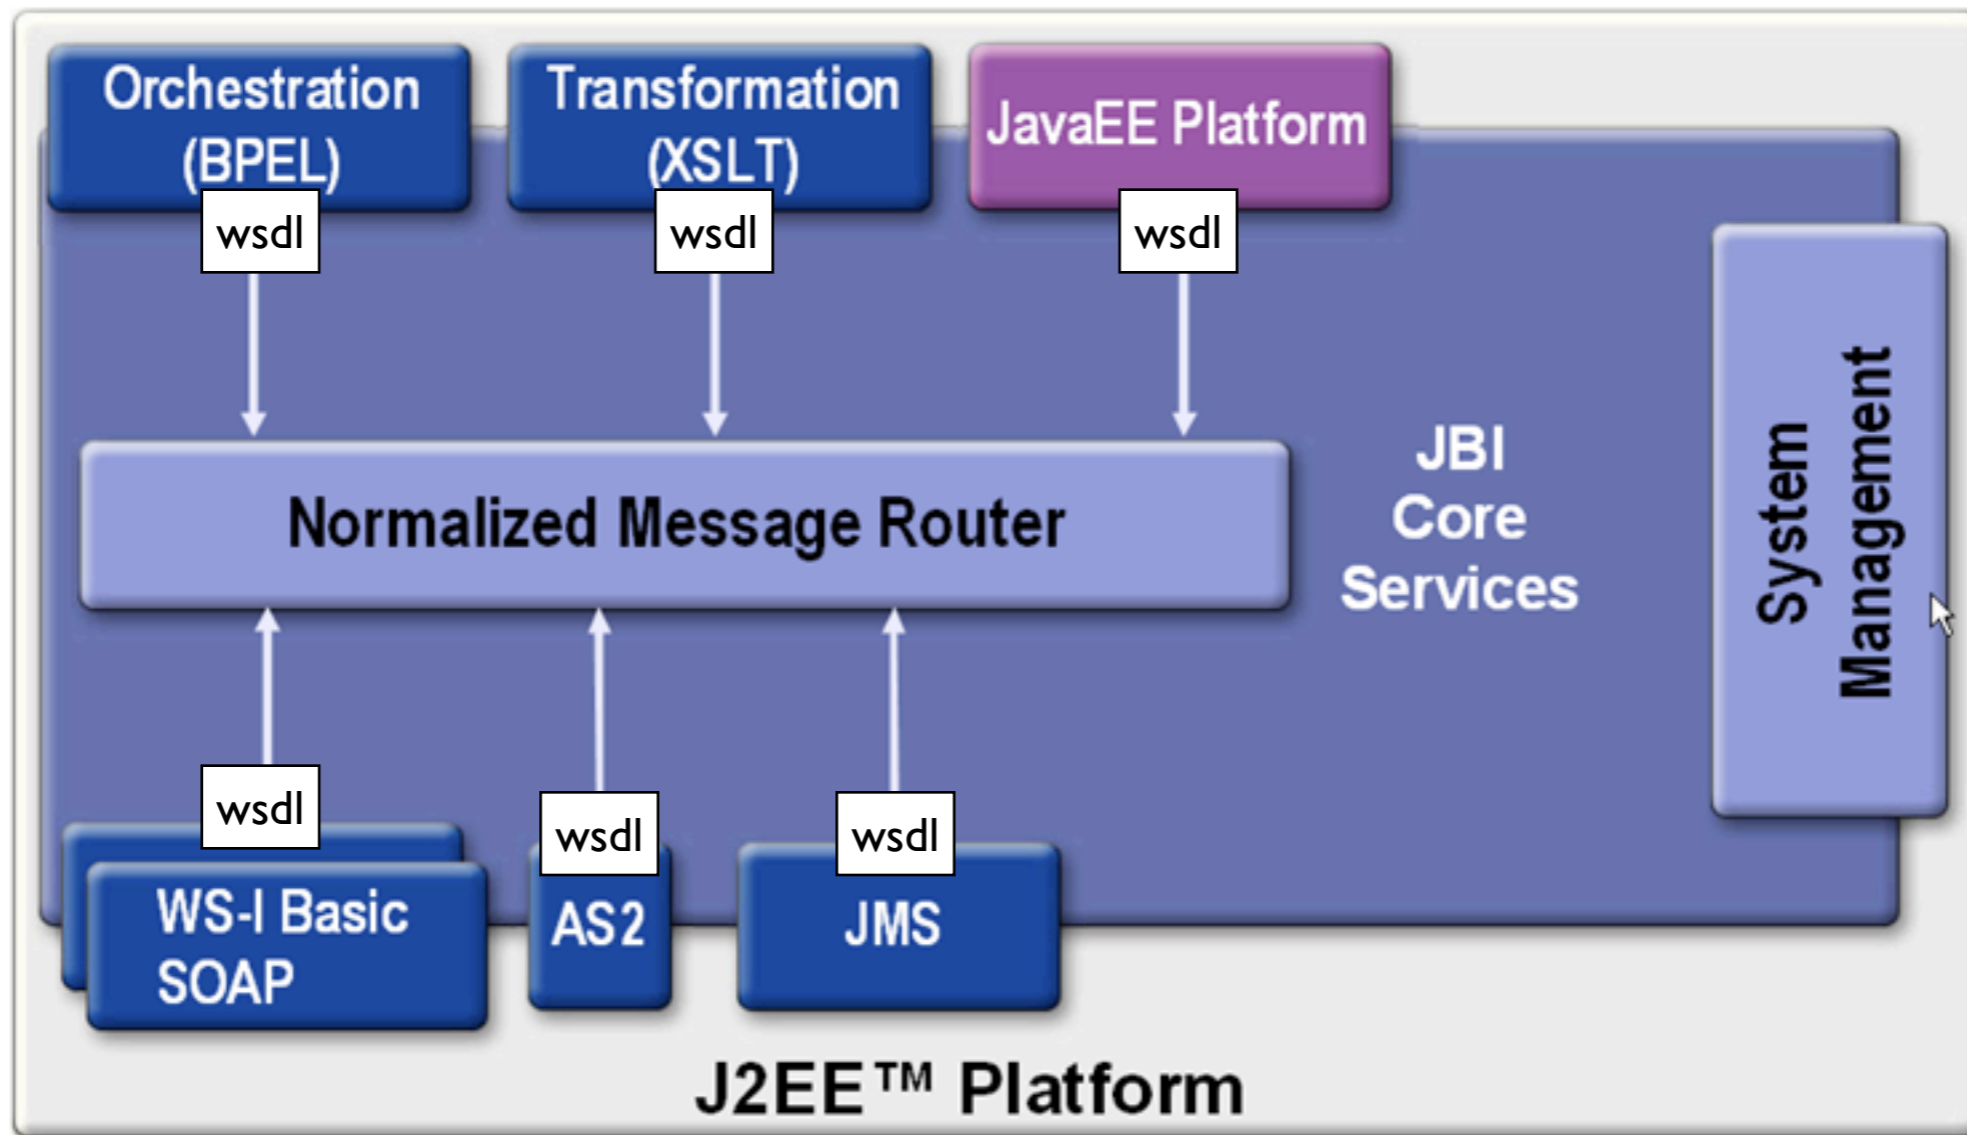 Orchestration
(BPEL)
Transformation
(XSLT)
JavaEE Platform
wsdl
wsdl
wsdl
Normalized Message Router
JBI
Core
Services
System
Management
wsdl
wsdl
wsdl
WS-I Basic
SOAP
AS2
JMS
J2EE™ Platform